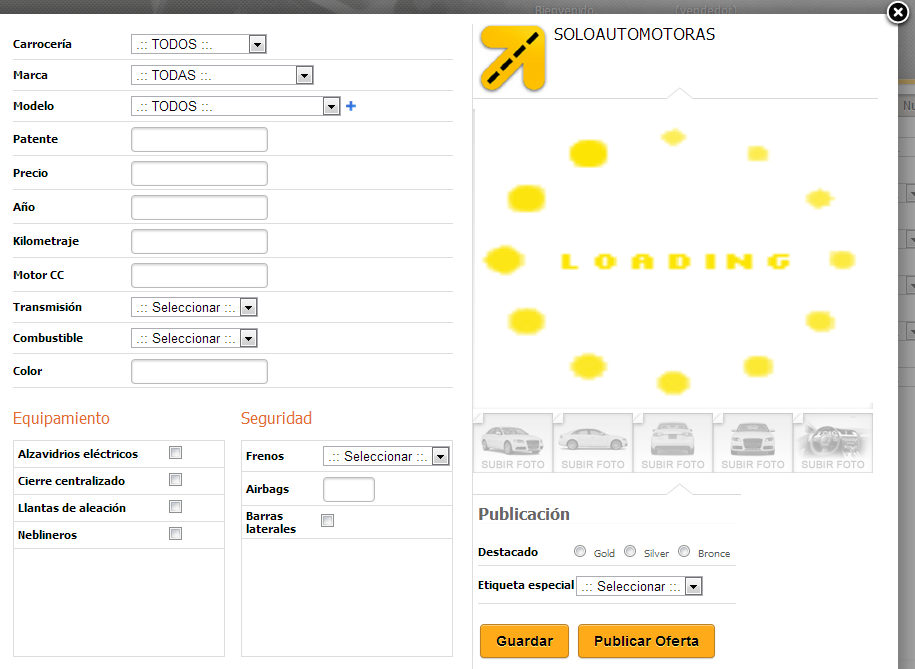 Bienvenido (vendedor)
Carrocería .:: TODOS ::.
Marca .:: TODAS ::.
Modelo .:: TODOS ::. +
Patente
Precio
Año
Kilometraje
Motor CC
Transmisión .:: Seleccionar ::.
Combustible .:: Seleccionar ::.
Color
Equipamiento
Alzavidrios eléctricos
Cierre centralizado
Llantas de aleación
Neblineros
Seguridad
Frenos .:: Seleccionar ::.
Airbags
Barras
laterales
SOLOAUTOMOTORAS
LOADING
SUBIR FOTO SUBIR FOTO SUBIR FOTO SUBIR FOTO SUBIR FOTO
Publicación
Destacado Gold Silver Bronce
Etiqueta especial .:: Seleccionar ::.
Guardar Publicar Oferta